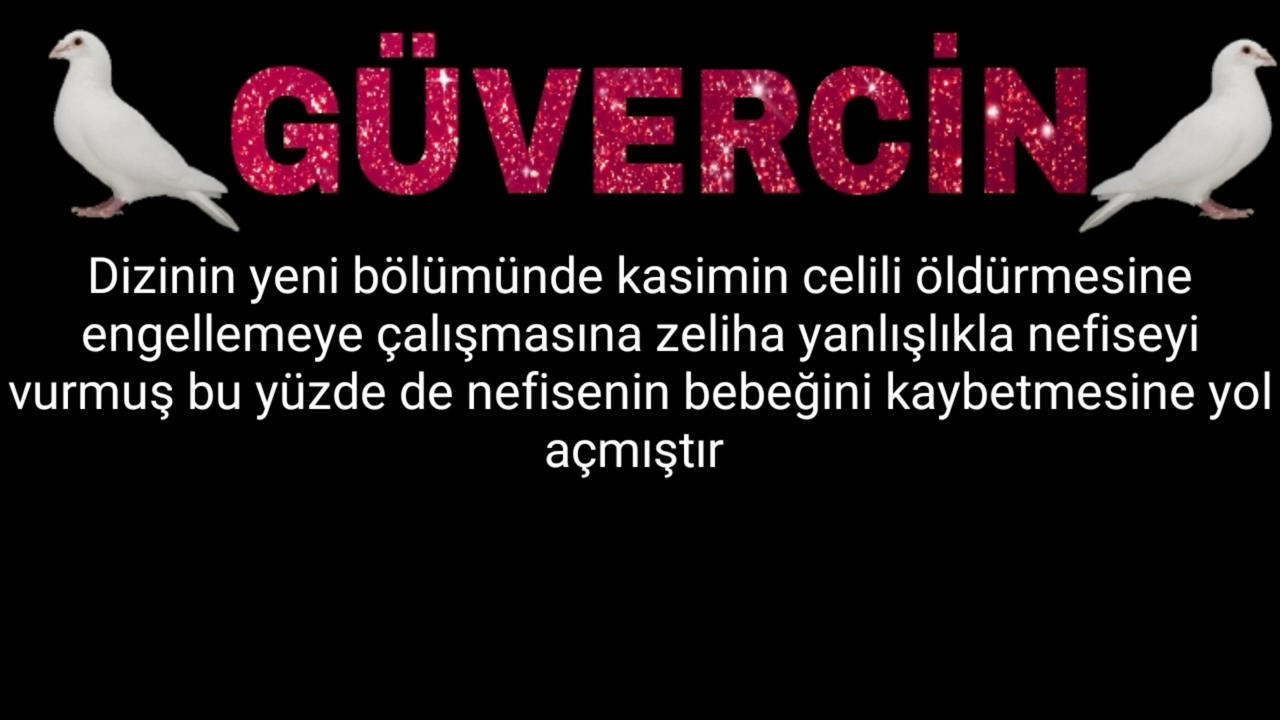 GÜVERCİN
Dizinin yeni bölümünde kasimin celili öldürmesine
engellemeye çalışmasına zeliha yanlışlıkla nefiseyi
vurmuş bu yüzde de nefisenin bebeğini kaybetmesine yol
açmıştır